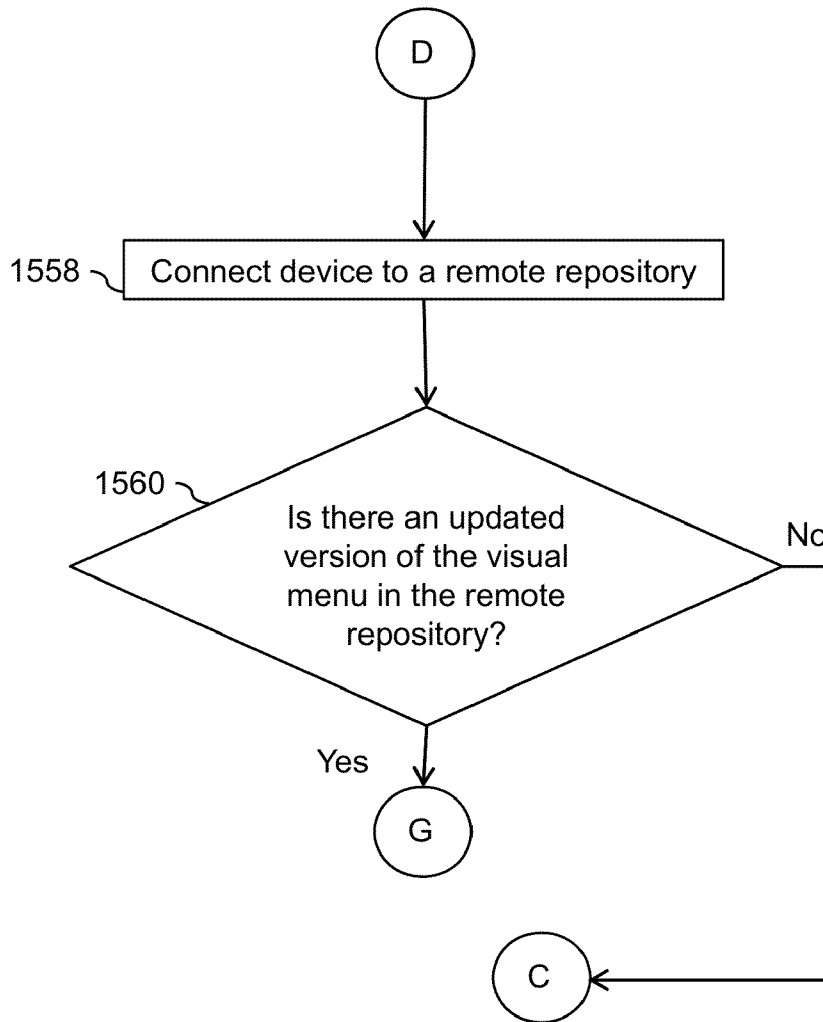 D
1558
Connect device to a remote repository
1560
Is there an updated
version of the visual
menu in the remote
repository?
No
Yes
G
C